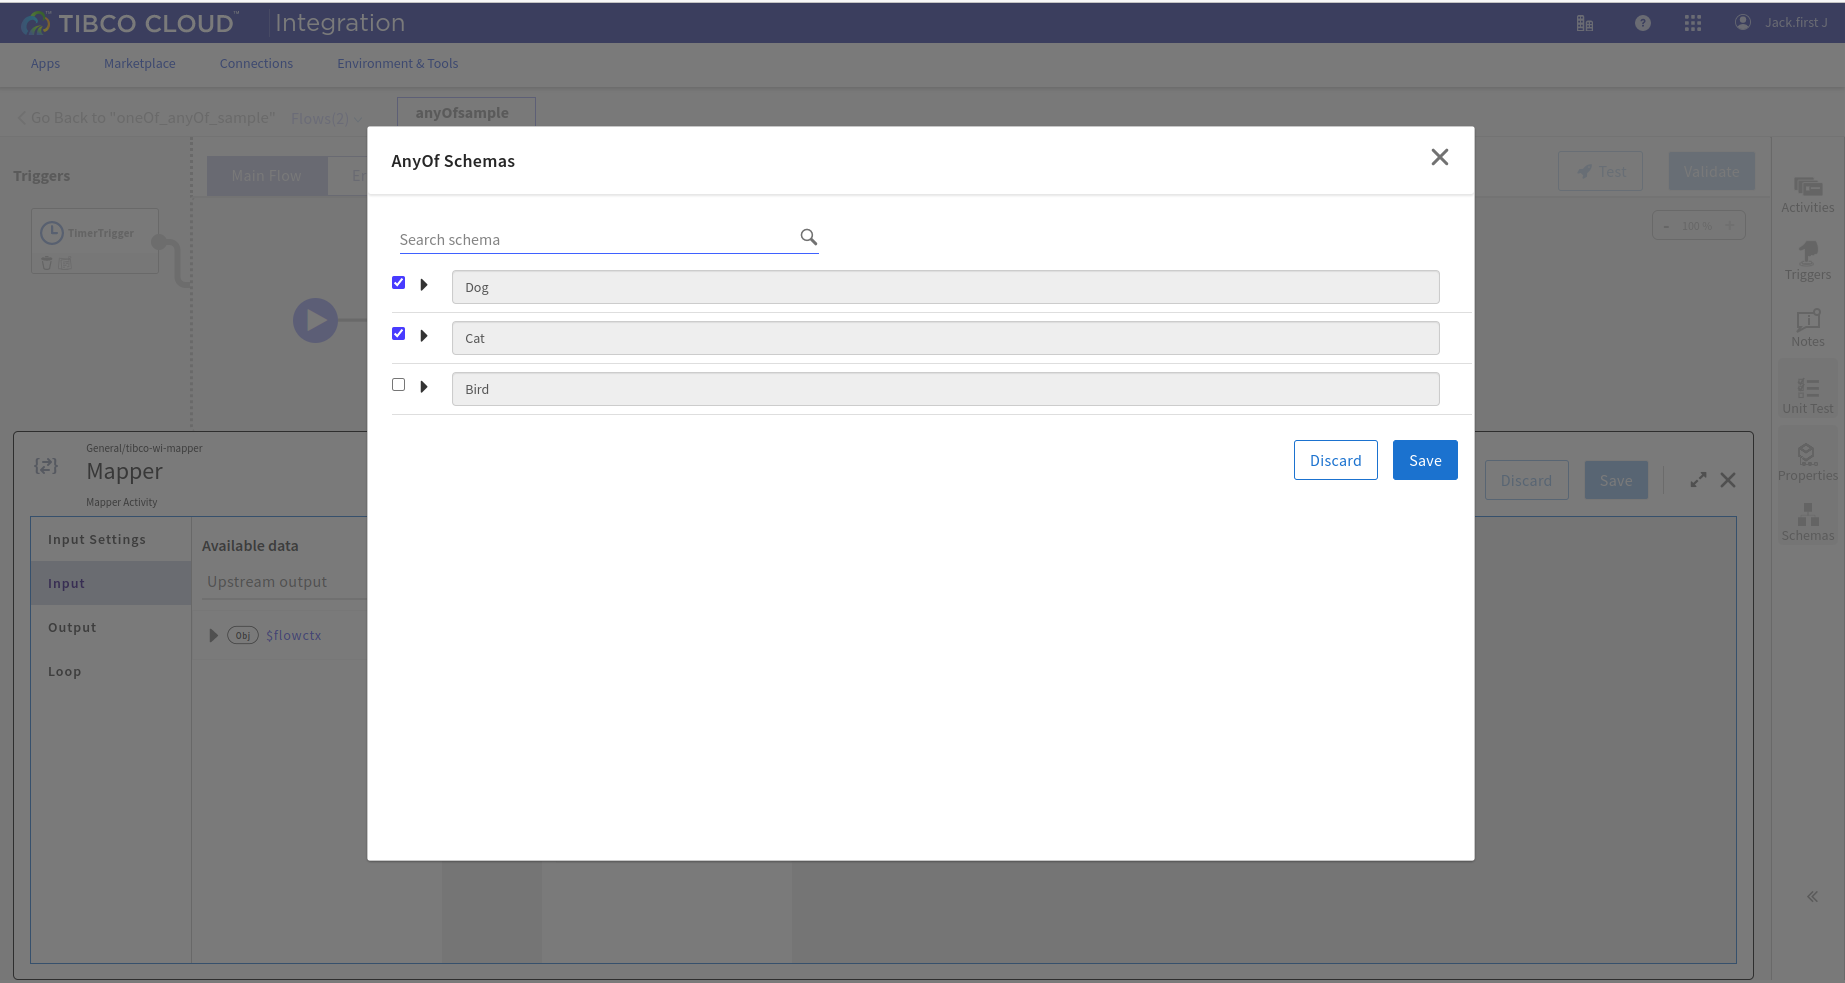 TIBCO CLOUD™ Integration
Jack.first J
Apps Marketplace Connections Environment & Tools
Go Back to "oneOf_anyOf_sample" Flows(2) anyOfsample
AnyOf Schemas
Triggers
Main Flow
Test Validate
TimerTrigger
- 100 % +
Activities
Triggers
Notes
Unit Test
Properties
Schemas
Search schema
Dog
Cat
Bird
Discard Save
General/tibco-wi-mapper
Mapper
Mapper Activity
Discard Save
Input Settings
Input
Output
Loop
Available data
Upstream output
Obj $flowctx